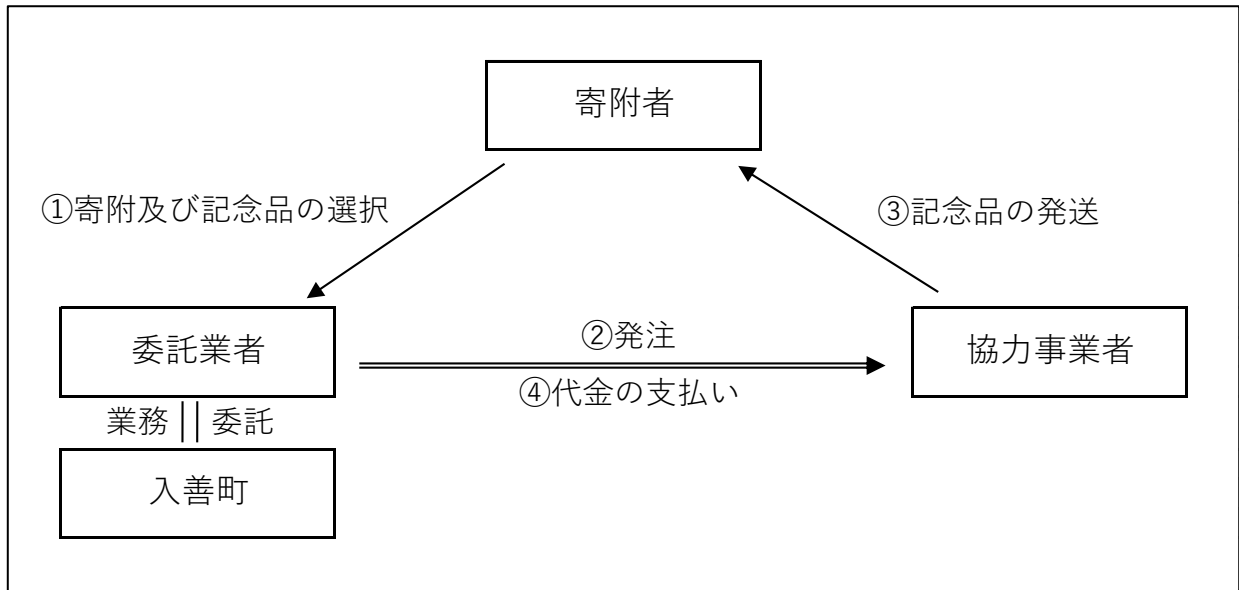 寄附者
①寄附及び記念品の選択
③記念品の発送
委託業者
②発注
④代金の支払い
協力事業者
業務 委託
入善町